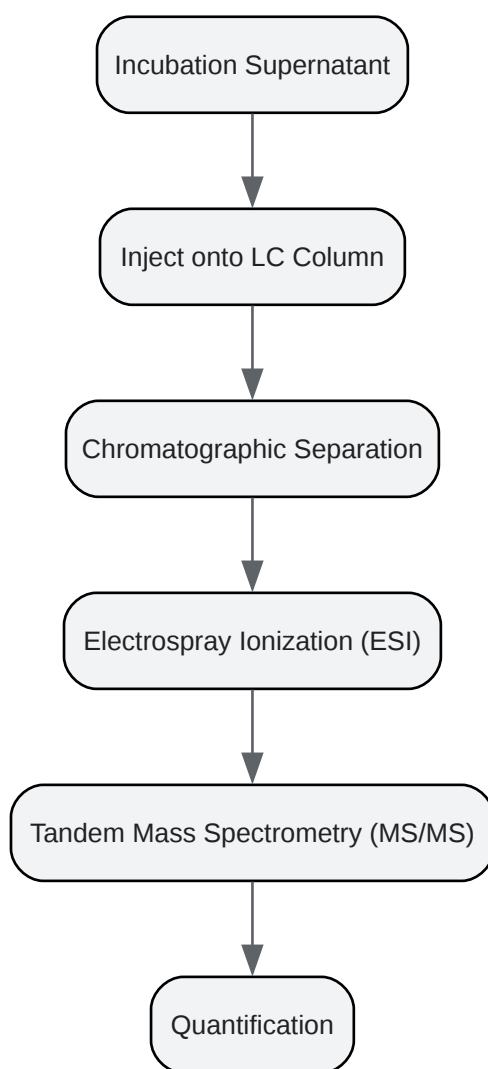 Incubation Supernatant
Inject onto LC Column
Chromatographic Separation
Electrospray Ionization (ESI)
Tandem Mass Spectrometry (MS/MS)
Quantification